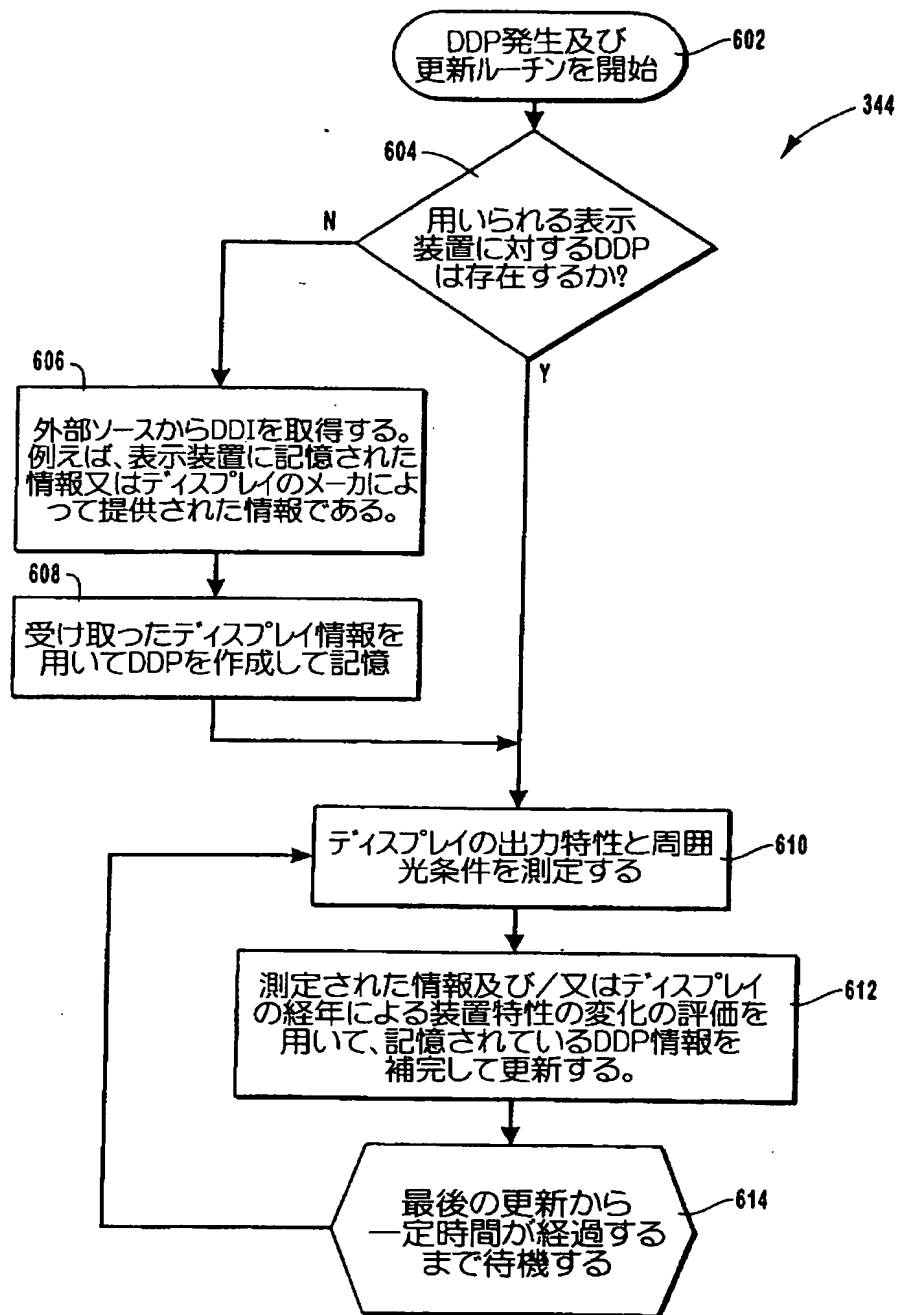 DDP発生及び
更新ルーチンを開始
602
344
604
用いられる表示
装置に対するDDP
は存在するか?
N
Y
606
外部ソースからDDIを取得する。
例えば、表示装置に記憶された
情報又はディスプレイのメーカによ
って提供された情報である。
608
受け取ったディスプレイ情報を
用いてDDPを作成して記憶
ディスプレイの出力特性と周囲
光条件を測定する
610
測定された情報及び/又はディスプレイ
の経年による装置特性の変化の評価を
用いて、記憶されているDDP情報を
補完して更新する。
612
最後の更新から
一定時間が経過する
まで待機する
614